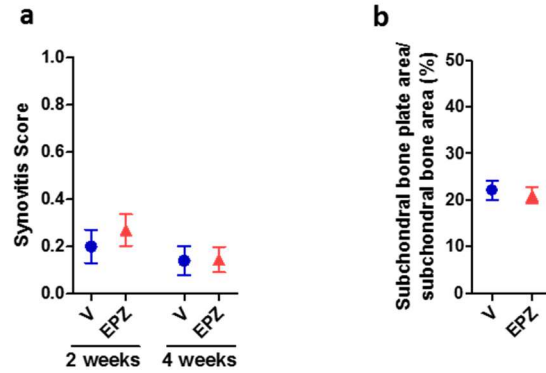 a
Synovitis Score
1.0
0.8
0.6
0.4
0.2
0.0
V
EPZ
V
EPZ
2 weeks
4 weeks
b
Subchondral bone plate area/
subchondral bone area (%)
50
40
30
20
10
0
V
EPZ